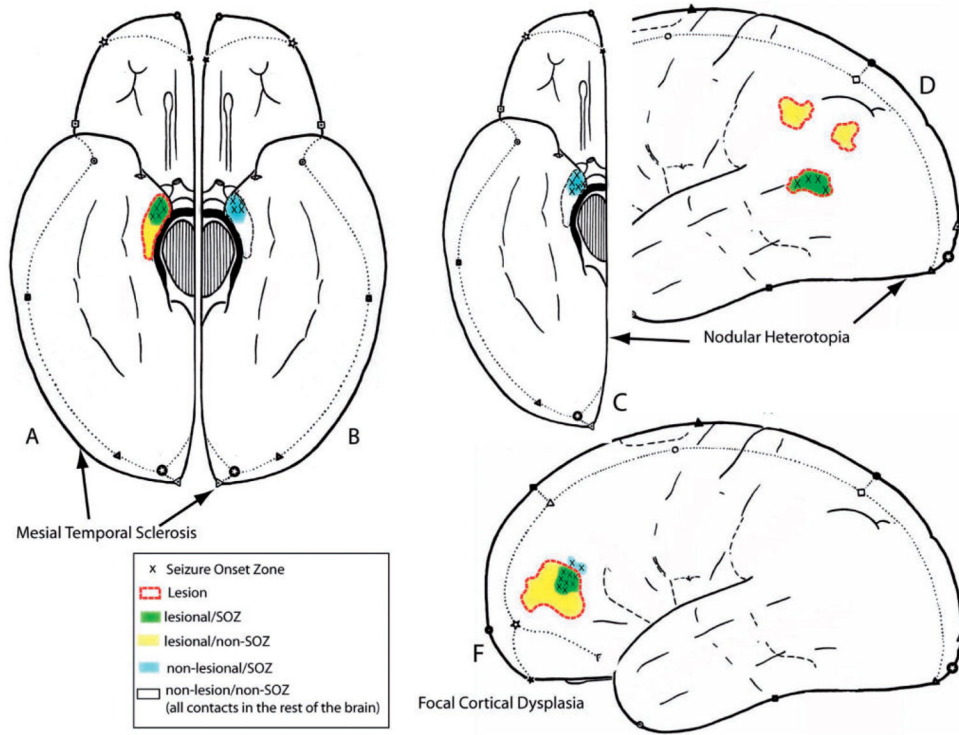 D
Nodular Heterotopia
C
A
B
Mesial Temporal Sclerosis
x Seizure Onset Zone
Lesion
lesional/SOZ
lesional/non-SOZ
non-lesional/SOZ
non-lesion/non-SOZ
(all contacts in the rest of the brain)
F
Focal Cortical Dysplasia